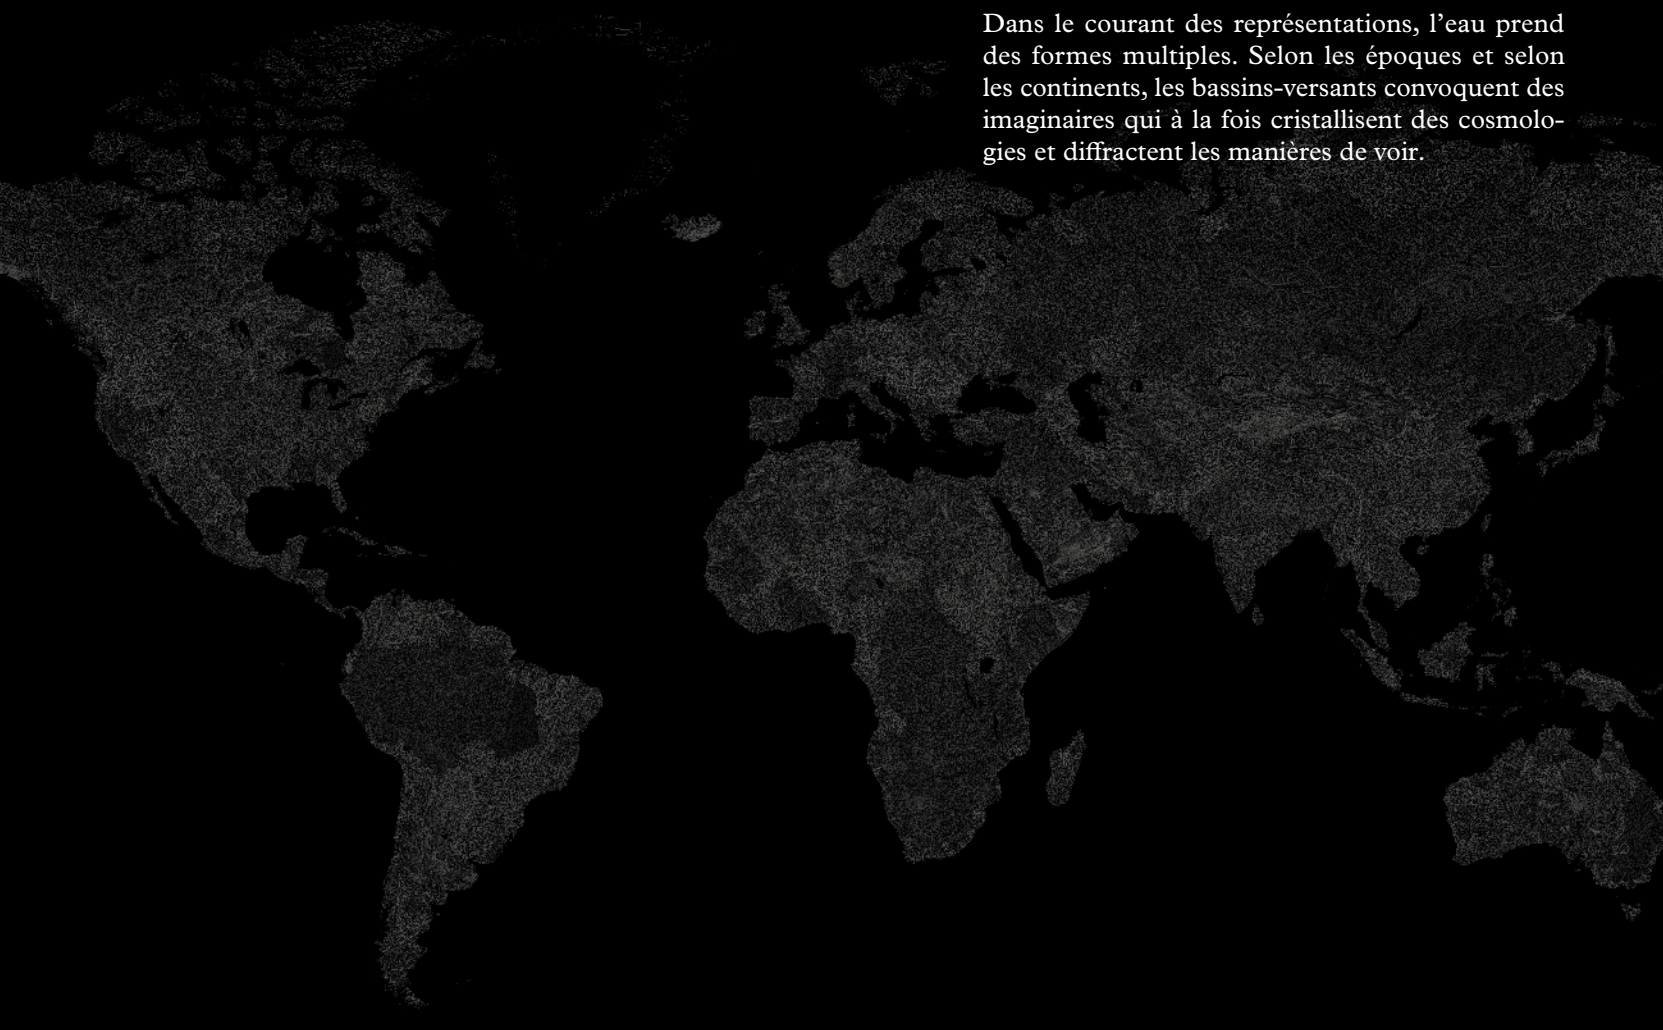 Dans le courant des représentations, l’eau prend
des formes multiples. Selon les époques et selon
les continents, les bassins-versants convoquent des
imaginaires qui à la fois cristallisent des cosmolo-
gies et diffractent les manières de voir.